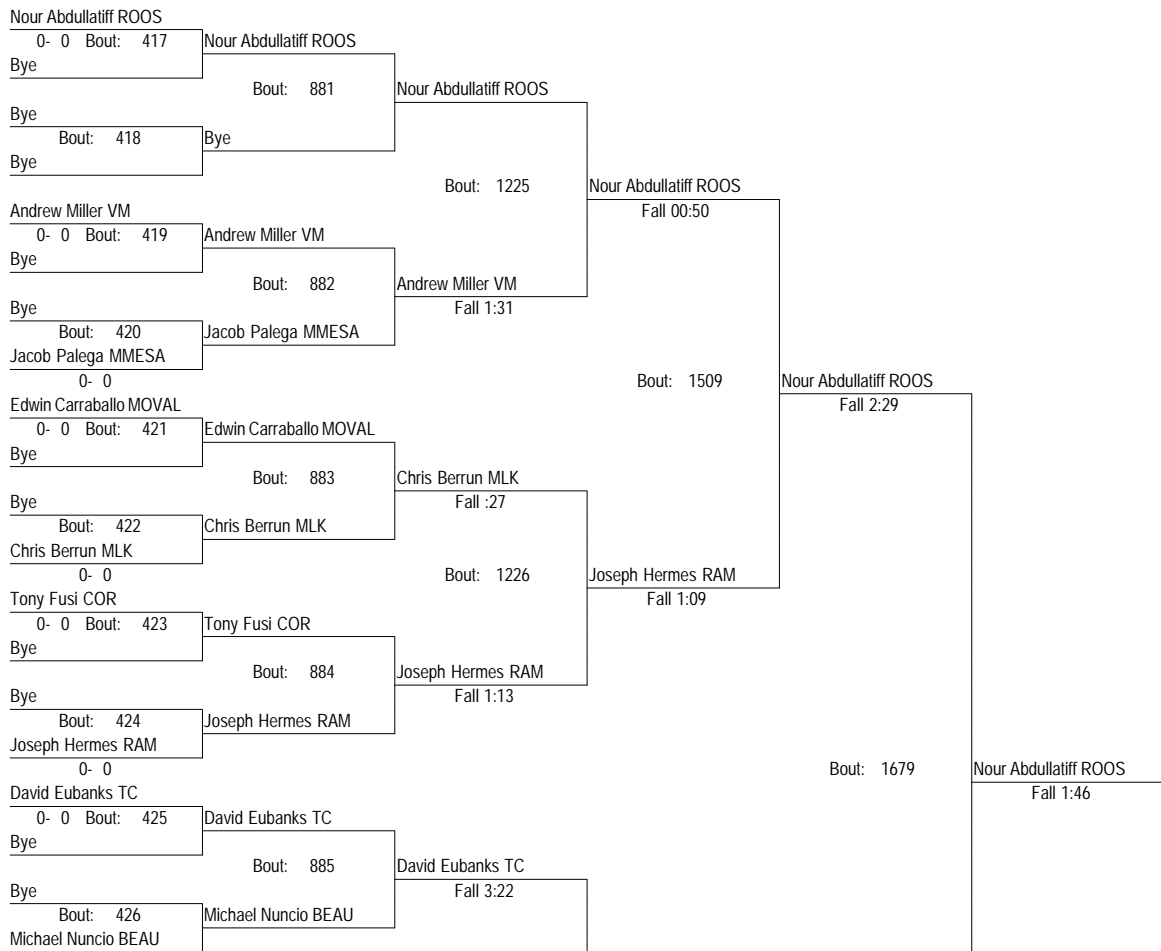 Nour Abdullatiff ROOS
0- 0 Bout: 417 Nour Abdullatiff ROOS
Bye
Bout: 881 Nour Abdullatiff ROOS
Bye
Bout: 418 Bye
Bye
Bout: 1225 Nour Abdullatiff ROOS
Andrew Miller VM Fall 00:50
0- 0 Bout: 419 Andrew Miller VM
Bye
Bout: 882 Andrew Miller VM
Bye Fall 1:31
Bout: 420 Jacob Palega MMESA
Jacob Palega MMESA
0- 0 Bout: 1509 Nour Abdullatiff ROOS
Edwin Carraballo MOVAL Fall 2:29
0- 0 Bout: 421 Edwin Carraballo MOVAL
Bye
Bout: 883 Chris Berrun MLK
Bye Fall :27
Bout: 422 Chris Berrun MLK
Chris Berrun MLK
0- 0 Bout: 1226 Joseph Hermes RAM
Tony Fusi COR Fall 1:09
0- 0 Bout: 423 Tony Fusi COR
Bye
Bout: 884 Joseph Hermes RAM
Bye Fall 1:13
Bout: 424 Joseph Hermes RAM
Joseph Hermes RAM
0- 0 Bout: 1679 Nour Abdullatiff ROOS
David Eubanks TC Fall 1:46
0- 0 Bout: 425 David Eubanks TC
Bye
Bout: 885 David Eubanks TC
Bye Fall 3:22
Bout: 426 Michael Nuncio BEAU
Michael Nuncio BEAU